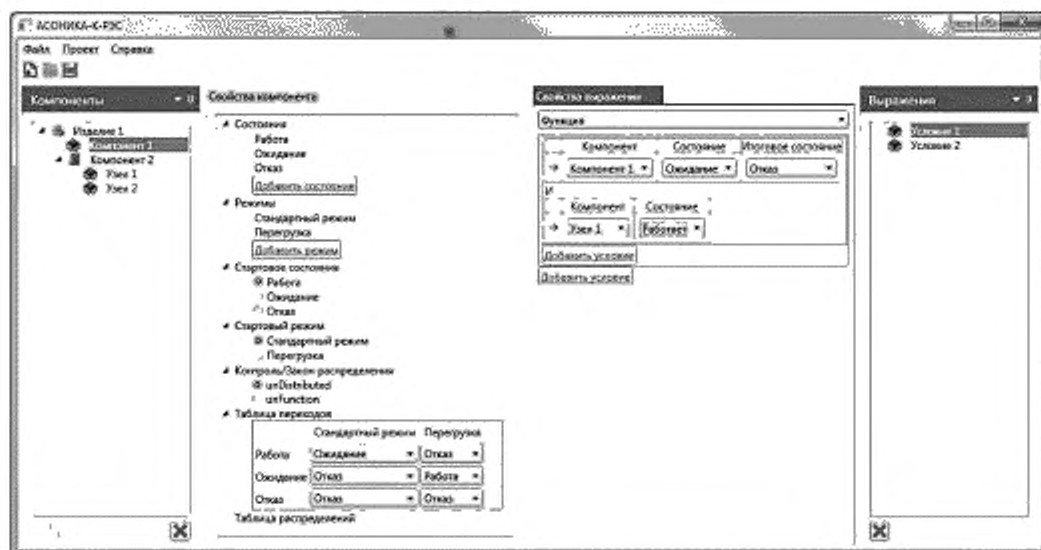 АСОНИКА-К-РЭС
Файл Проект Справка
Компоненты
Изделие 1
Компонент 1
Компонент 2
Узел 1
Узел 2
Свойства компонента
Состояния
Работа
Ожидание
Отказ
Добавить состояние
Режимы
Стандартный режим
Перегрузка
Добавить режим
Стартовое состояние
Работа
Ожидание
Отказ
Стартовый режим
Стандартный режим
Перегрузка
Контроль/Закон распределения
unDistributed
unfunction
Таблица переходов
Стандартный режим Перегрузка
Работа Ожидание Отказ
Ожидание Отказ Работа
Отказ Отказ Отказ
Таблица распределений
Свойства выражения
Функция
Компонент Состояние Итоговое состояние
Компонент 1 Ожидание Отказ
И
Компонент Состояние
Узел 1 Работает
Добавить условие
Добавить условие
Выражения
Условие 1
Условие 2